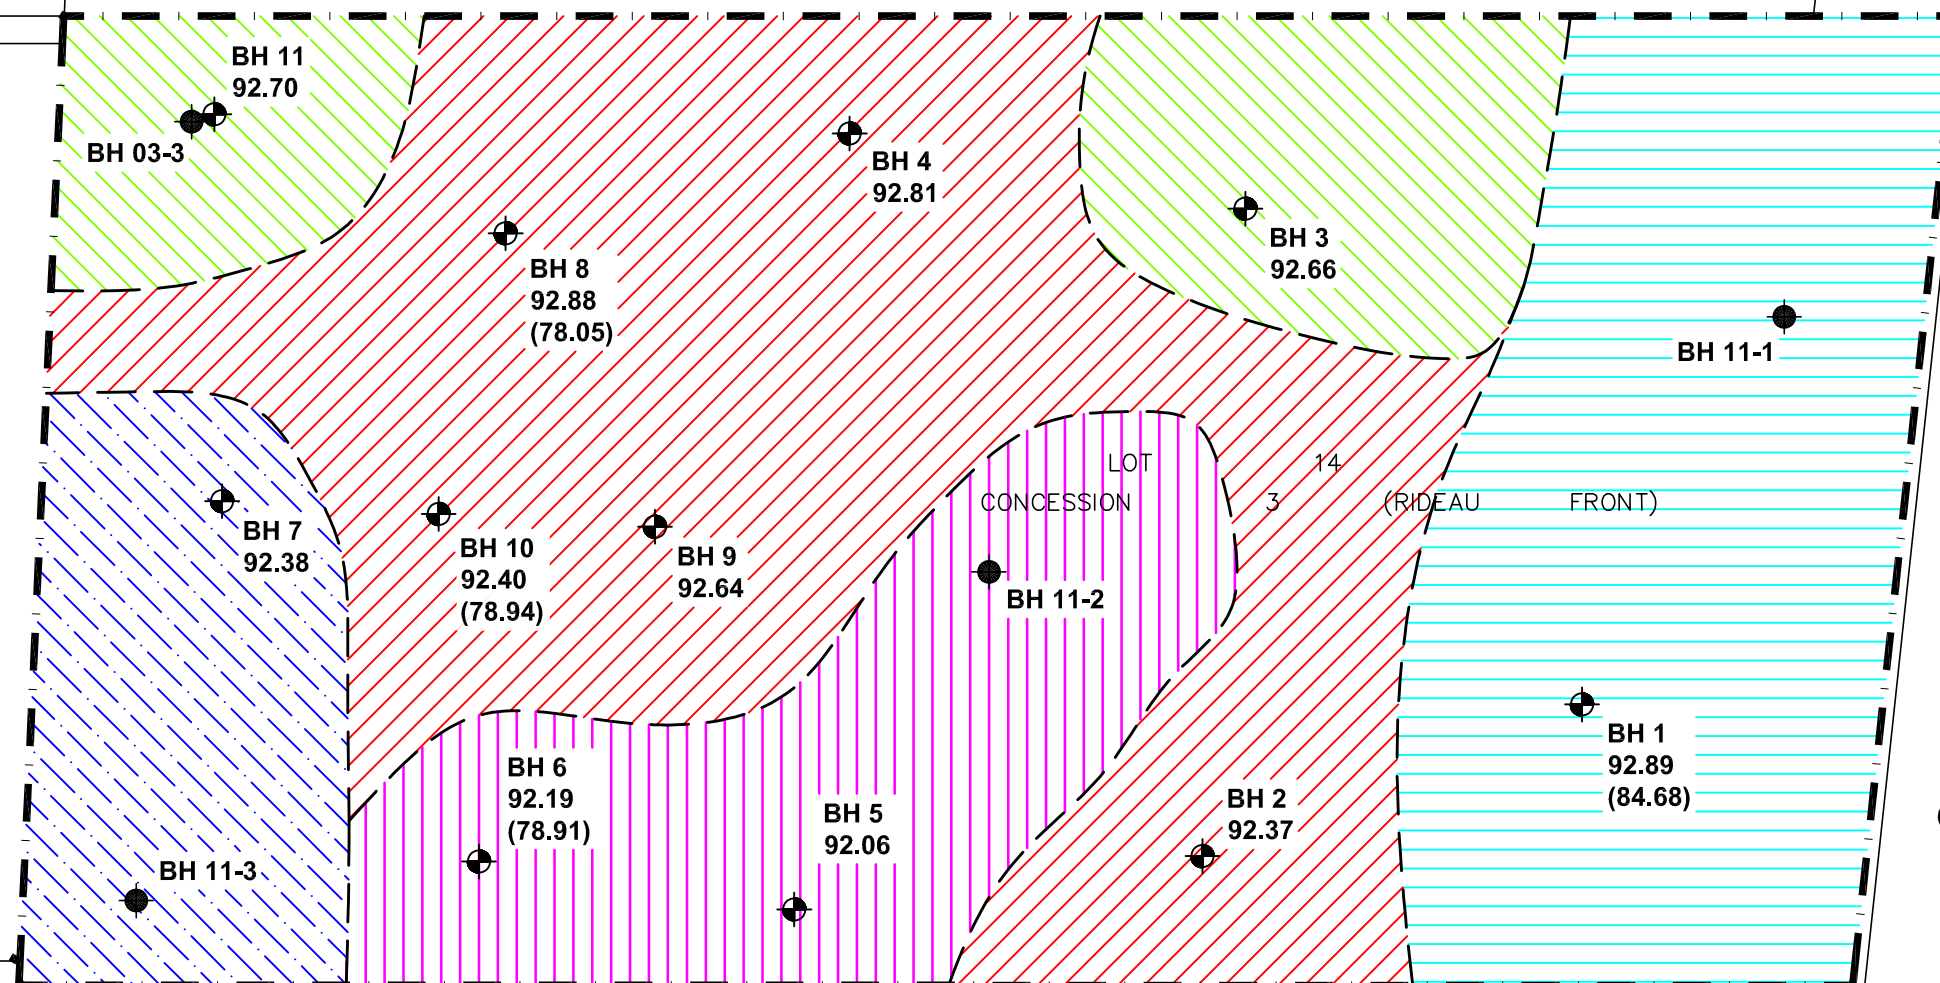 BH 11
92.70
BH 03-3
BH 4
92.81
BH 3
92.66
BH 8
92.88
(78.05)
BH 11-1
LOT 14
CONCESSION 3 (RIDEAU FRONT)
BH 7
92.38
BH 10
92.40
(78.94)
BH 9
92.64
BH 11-2
BH 1
92.89
(84.68)
BH 6
92.19
(78.91)
BH 5
92.06
BH 2
92.37
BH 11-3